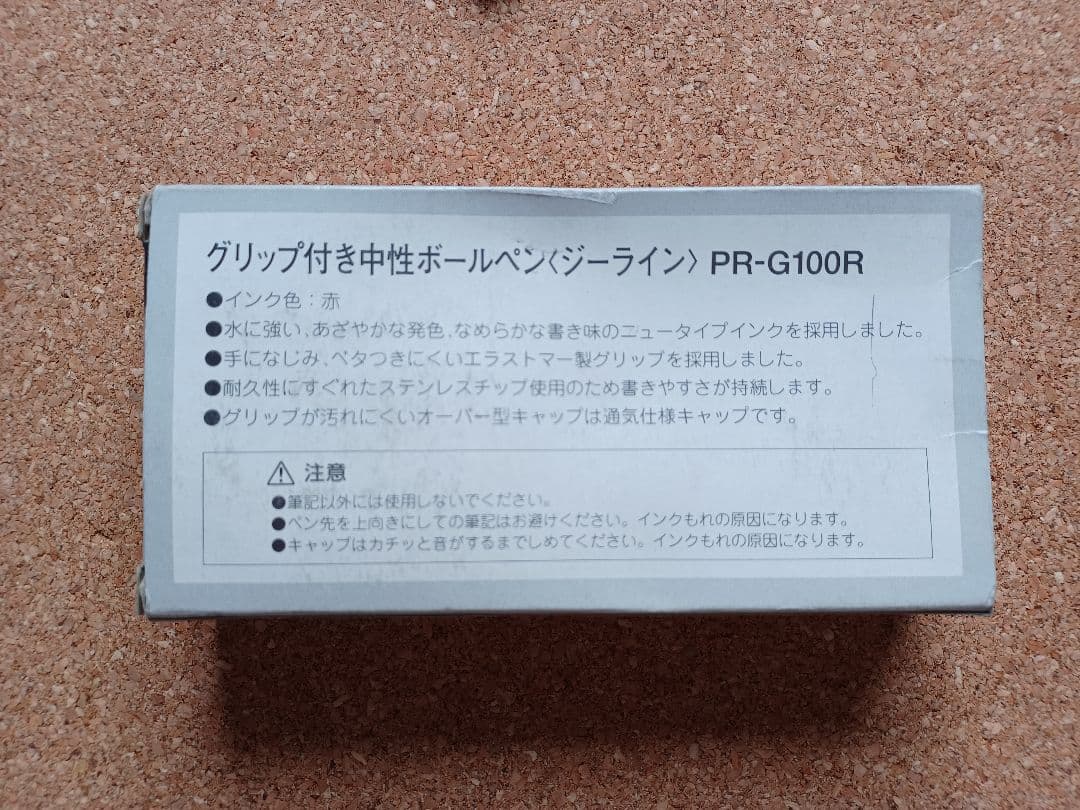 グリップ付き中性ボールペン〈ジーライン〉 PR-G100R
●インク色：赤
●水に強い、あざやかな発色、なめらかな書き味のニュータイプインクを採用しました。
●手になじみ、ベタつきにくいエラストマー製グリップを採用しました。
●耐久性にすぐれたステンレスチップ使用のため書きやすさが持続します。
●グリップが汚れにくいオーバー型キャップは通気仕様キャップです。
⚠ 注意
●筆記以外には使用しないでください。
●ペン先を上向きにしての筆記はお避けください。インクもれの原因になります。
●キャップはカチッと音がするまでしめてください。インクもれの原因になります。